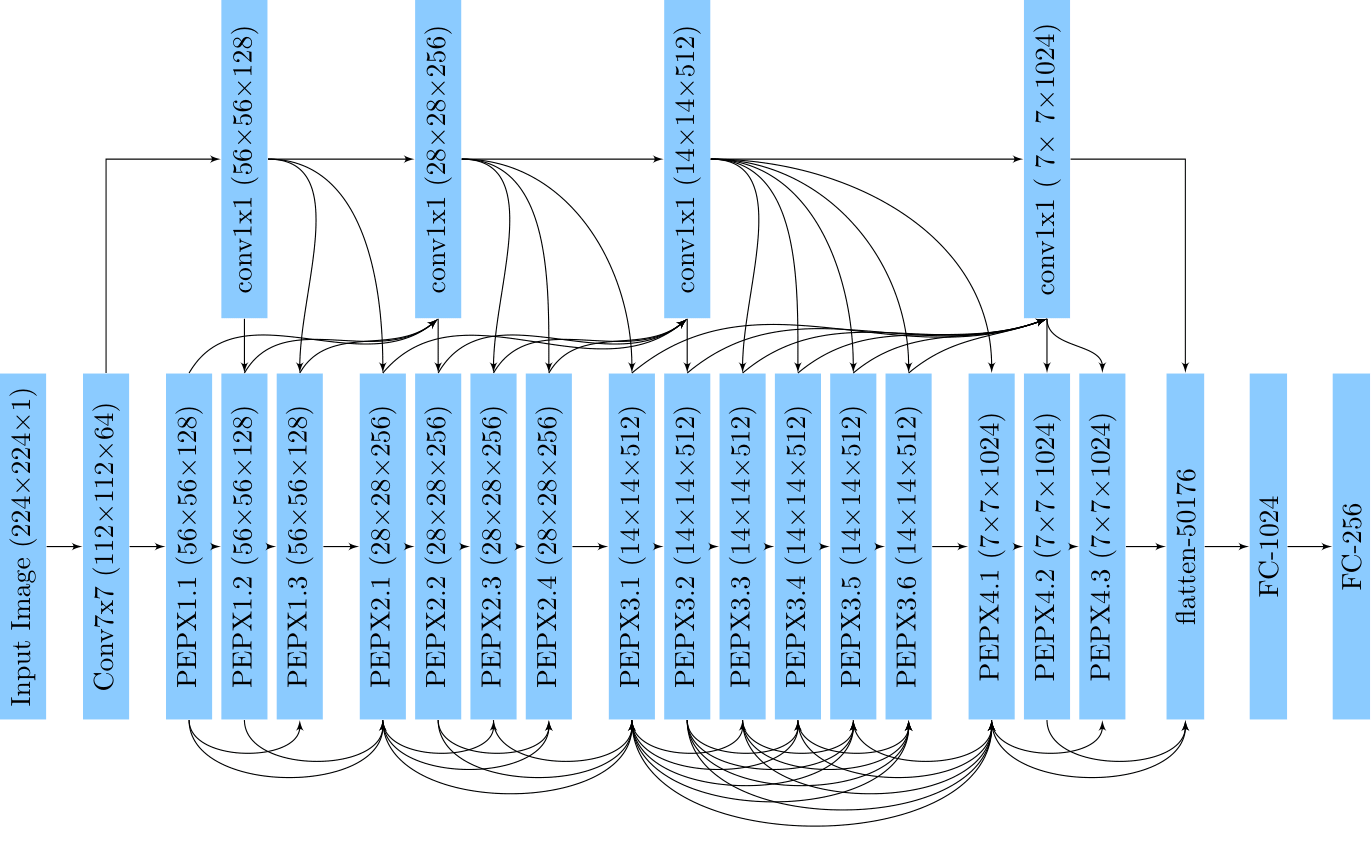 conv1x1 (56×56×128)
conv1x1 (28×28×256)
conv1x1 (14×14×512)
conv1x1 ( 7× 7×1024)
Input Image (224×224×1)
Conv7x7 (112×112×64)
PEPX1.1 (56×56×128)
PEPX1.2 (56×56×128)
PEPX1.3 (56×56×128)
PEPX2.1 (28×28×256)
PEPX2.2 (28×28×256)
PEPX2.3 (28×28×256)
PEPX2.4 (28×28×256)
PEPX3.1 (14×14×512)
PEPX3.2 (14×14×512)
PEPX3.3 (14×14×512)
PEPX3.4 (14×14×512)
PEPX3.5 (14×14×512)
PEPX3.6 (14×14×512)
PEPX4.1 (7×7×1024)
PEPX4.2 (7×7×1024)
PEPX4.3 (7×7×1024)
flatten-50176
FC-1024
FC-256